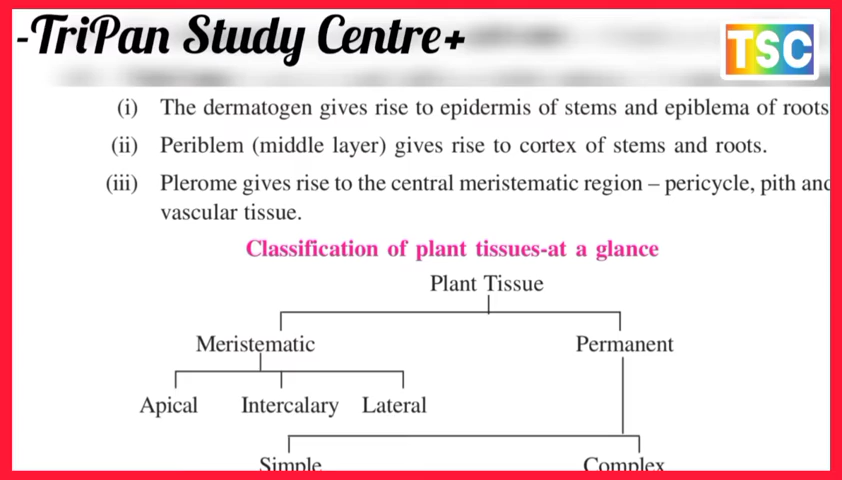 -TriPan Study Centre+
TSC
(i) The dermatogen gives rise to epidermis of stems and epiblema of roots
(ii) Periblem (middle layer) gives rise to cortex of stems and roots.
(iii) Plerome gives rise to the central meristematic region – pericycle, pith and
vascular tissue.
Classification of plant tissues-at a glance
Plant Tissue
Meristematic Permanent
Apical Intercalary Lateral
Simple Complex